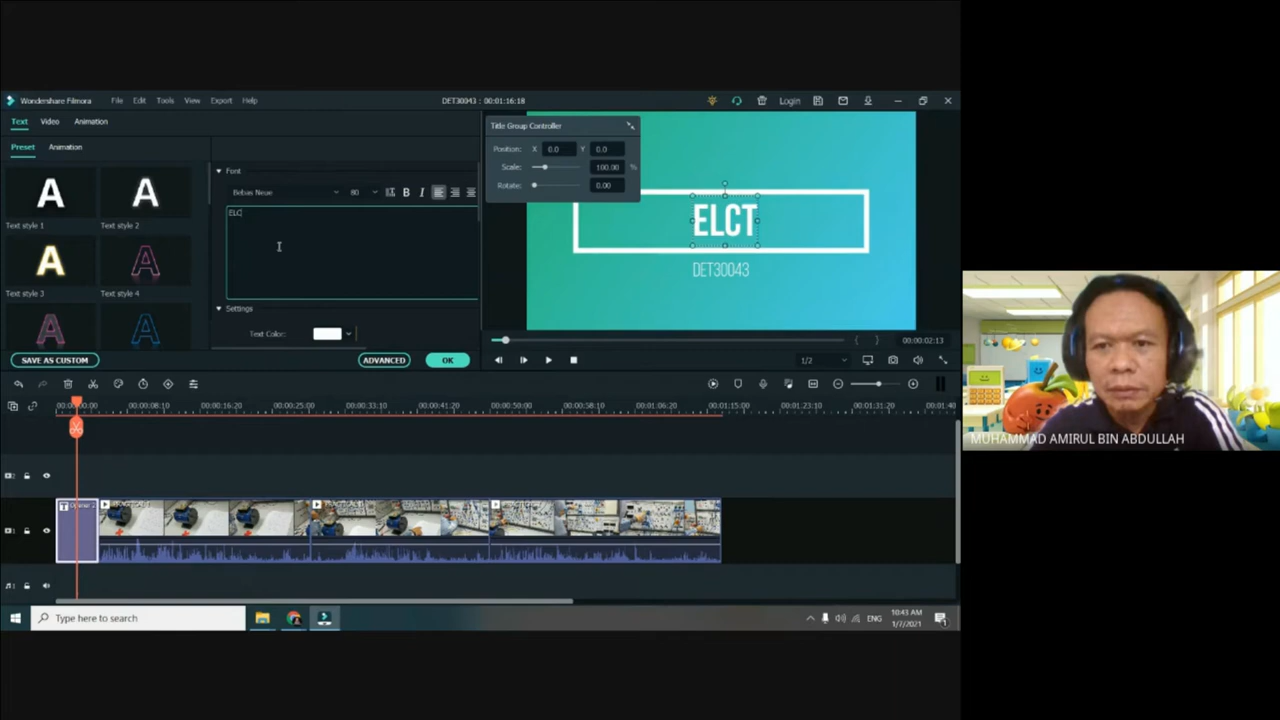 Wondershare Filmora File Edit Tools View Export Help DET30043 : 00:01:16:18 Login
Text Video Animation
Preset Animation
Text style 1 Text style 2
Text style 3 Text style 4
Font
Bebas Neue 80 B I
ELC
Settings
Text Color:
SAVE AS CUSTOM ADVANCED OK
Title Group Controller
Position: X 0.0 Y 0.0
Scale: 100.00 %
Rotate: 0.00
ELCT
DET30043
00:00:02:13
1/2
00:00:08:10 00:00:16:20 00:00:25:00 00:00:33:10 00:00:41:20 00:00:50:00 00:00:58:10 00:01:06:20 00:01:15:00 00:01:23:10 00:01:31:20 00:01:40
Opener 2
MUHAMMAD AMIRUL BIN ABDULLAH
Type here to search
ENG
10:43 AM
1/7/2021